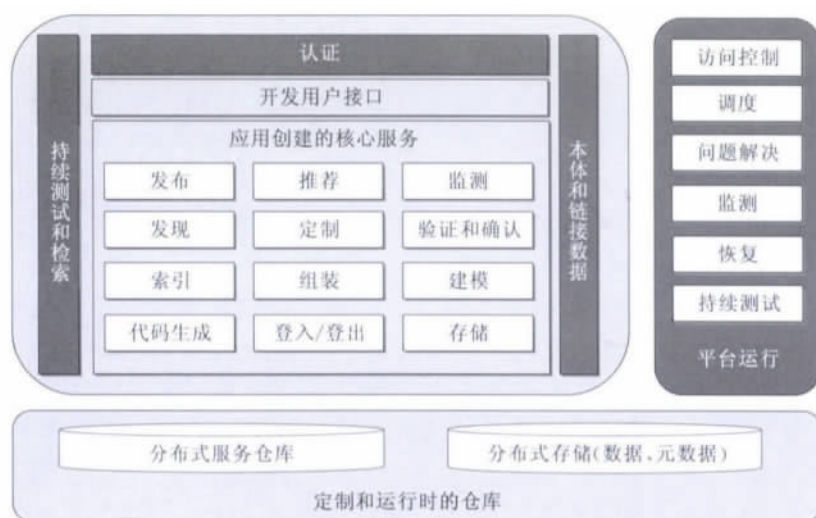 认证
开发用户接口
持续测试和检索
应用创建的核心服务
发布 推荐 监测
发现 定制 验证和确认
索引 组装 建模
代码生成 登入/登出 存储
本体和链接数据
访问控制
调度
问题解决
监测
恢复
持续测试
平台运行
分布式服务仓库
分布式存储(数据、元数据)
定制和运行时的仓库